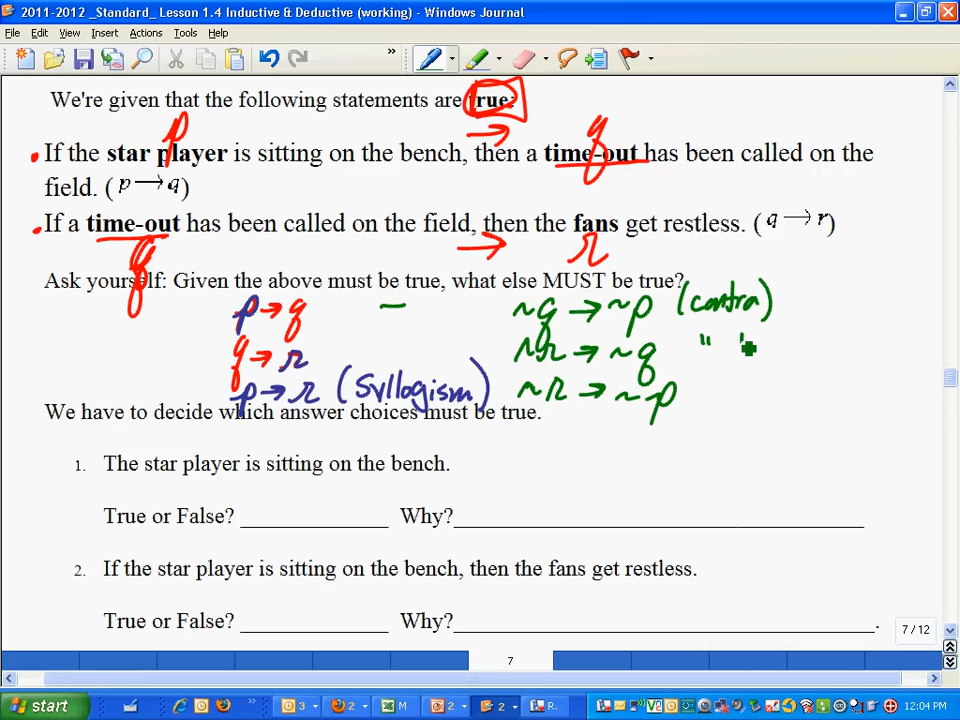 2011-2012 _Standard_ Lesson 1.4 Inductive & Deductive (working) - Windows Journal
File Edit View Insert Actions Tools Help
We're given that the following statements are true:
p q
If the star player is sitting on the bench, then a time-out has been called on the
field. ( p → q )
If a time-out has been called on the field, then the fans get restless. ( q → r )
q r
Ask yourself: Given the above must be true, what else MUST be true?
p → q ~ ~q → ~p (contra)
q → r ~r → ~q " "
p → r (Syllogism) ~r → ~p
We have to decide which answer choices must be true.
1. The star player is sitting on the bench.
True or False? ______________ Why?_______________________________________
2. If the star player is sitting on the bench, then the fans get restless.
True or False? ______________ Why?________________________________________.
7 / 12
7
start 3 2 M 2 2 R. 12:04 PM